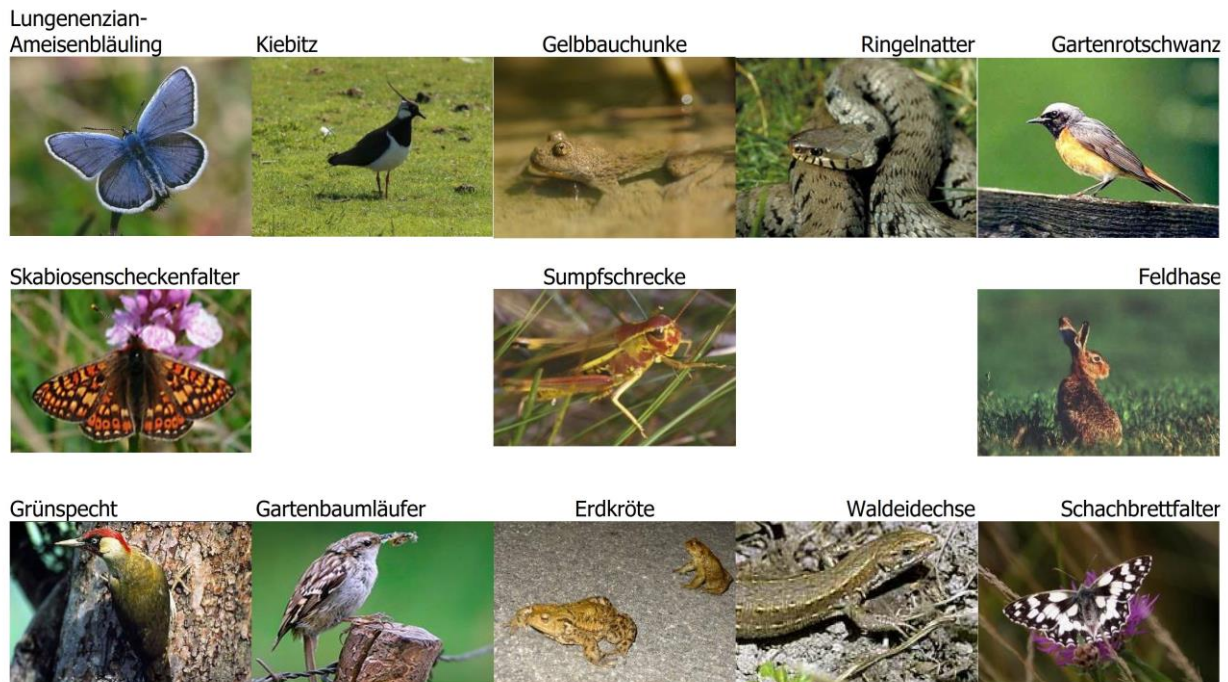 Lungenenzian-
Ameisenbläuling
Kiebitz
Gelbbauchunke
Ringelnatter
Gartenrotschwanz
Skabiosenscheckenfalter
Sumpfschrecke
Feldhase
Grünspecht
Gartenbaumläufer
Erdkröte
Waldeidechse
Schachbrettfalter